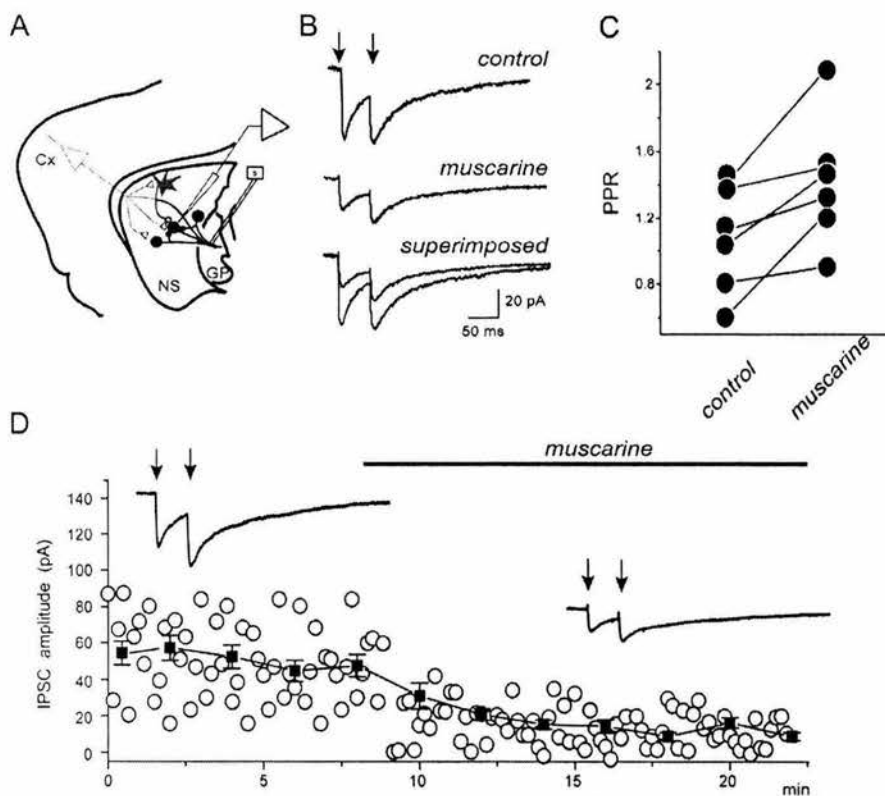 A
Cx
NS
GP
s
B
control
muscarine
superimposed
20 pA
50 ms
C
PPR
2
1.6
1.2
0.8
control
muscarine
D
muscarine
IPSC amplitude (pA)
140
120
100
80
60
40
20
0
0 5 10 15 20 min